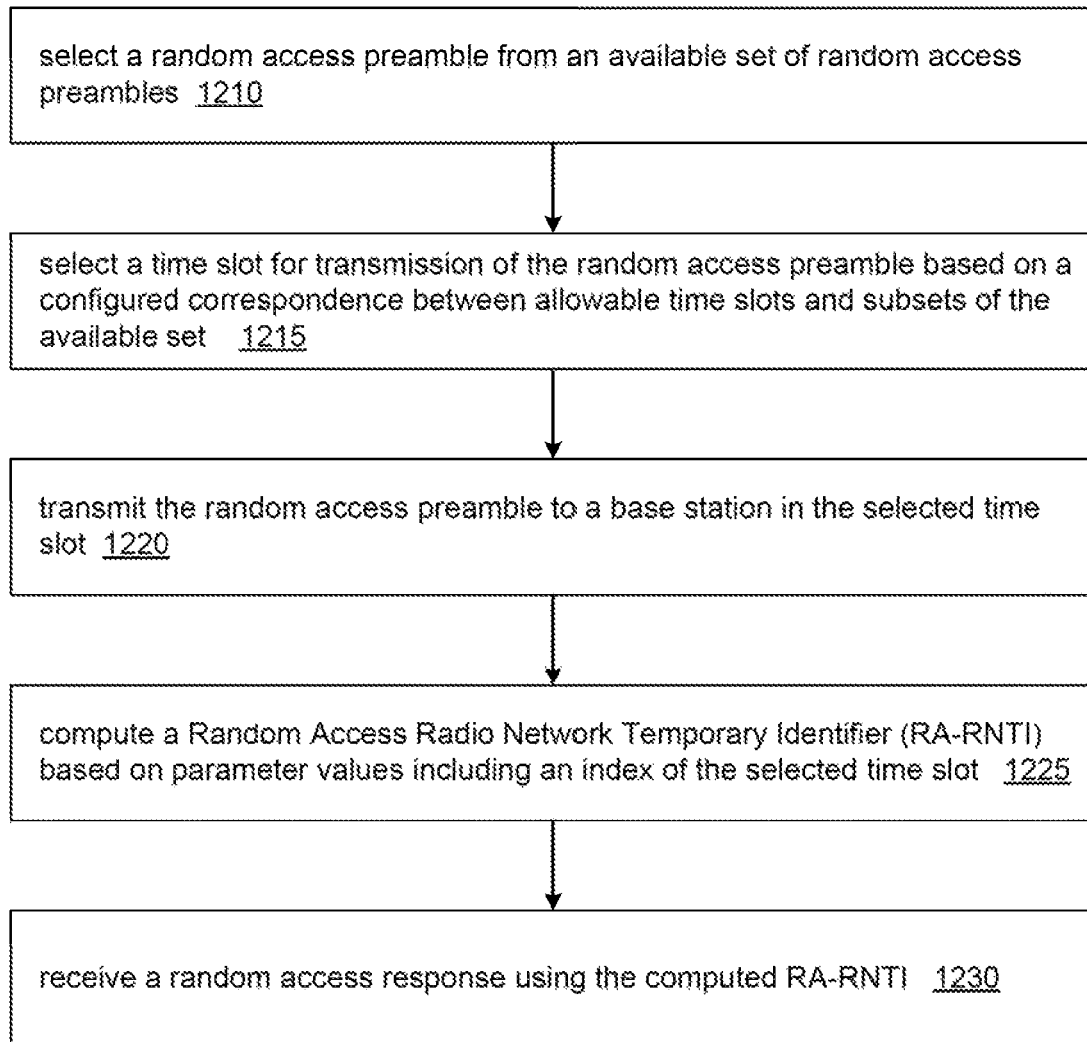 select a random access preamble from an available set of random access
preambles 1210
select a time slot for transmission of the random access preamble based on a
configured correspondence between allowable time slots and subsets of the
available set 1215
transmit the random access preamble to a base station in the selected time
slot 1220
compute a Random Access Radio Network Temporary Identifier (RA-RNTI)
based on parameter values including an index of the selected time slot 1225
receive a random access response using the computed RA-RNTI 1230